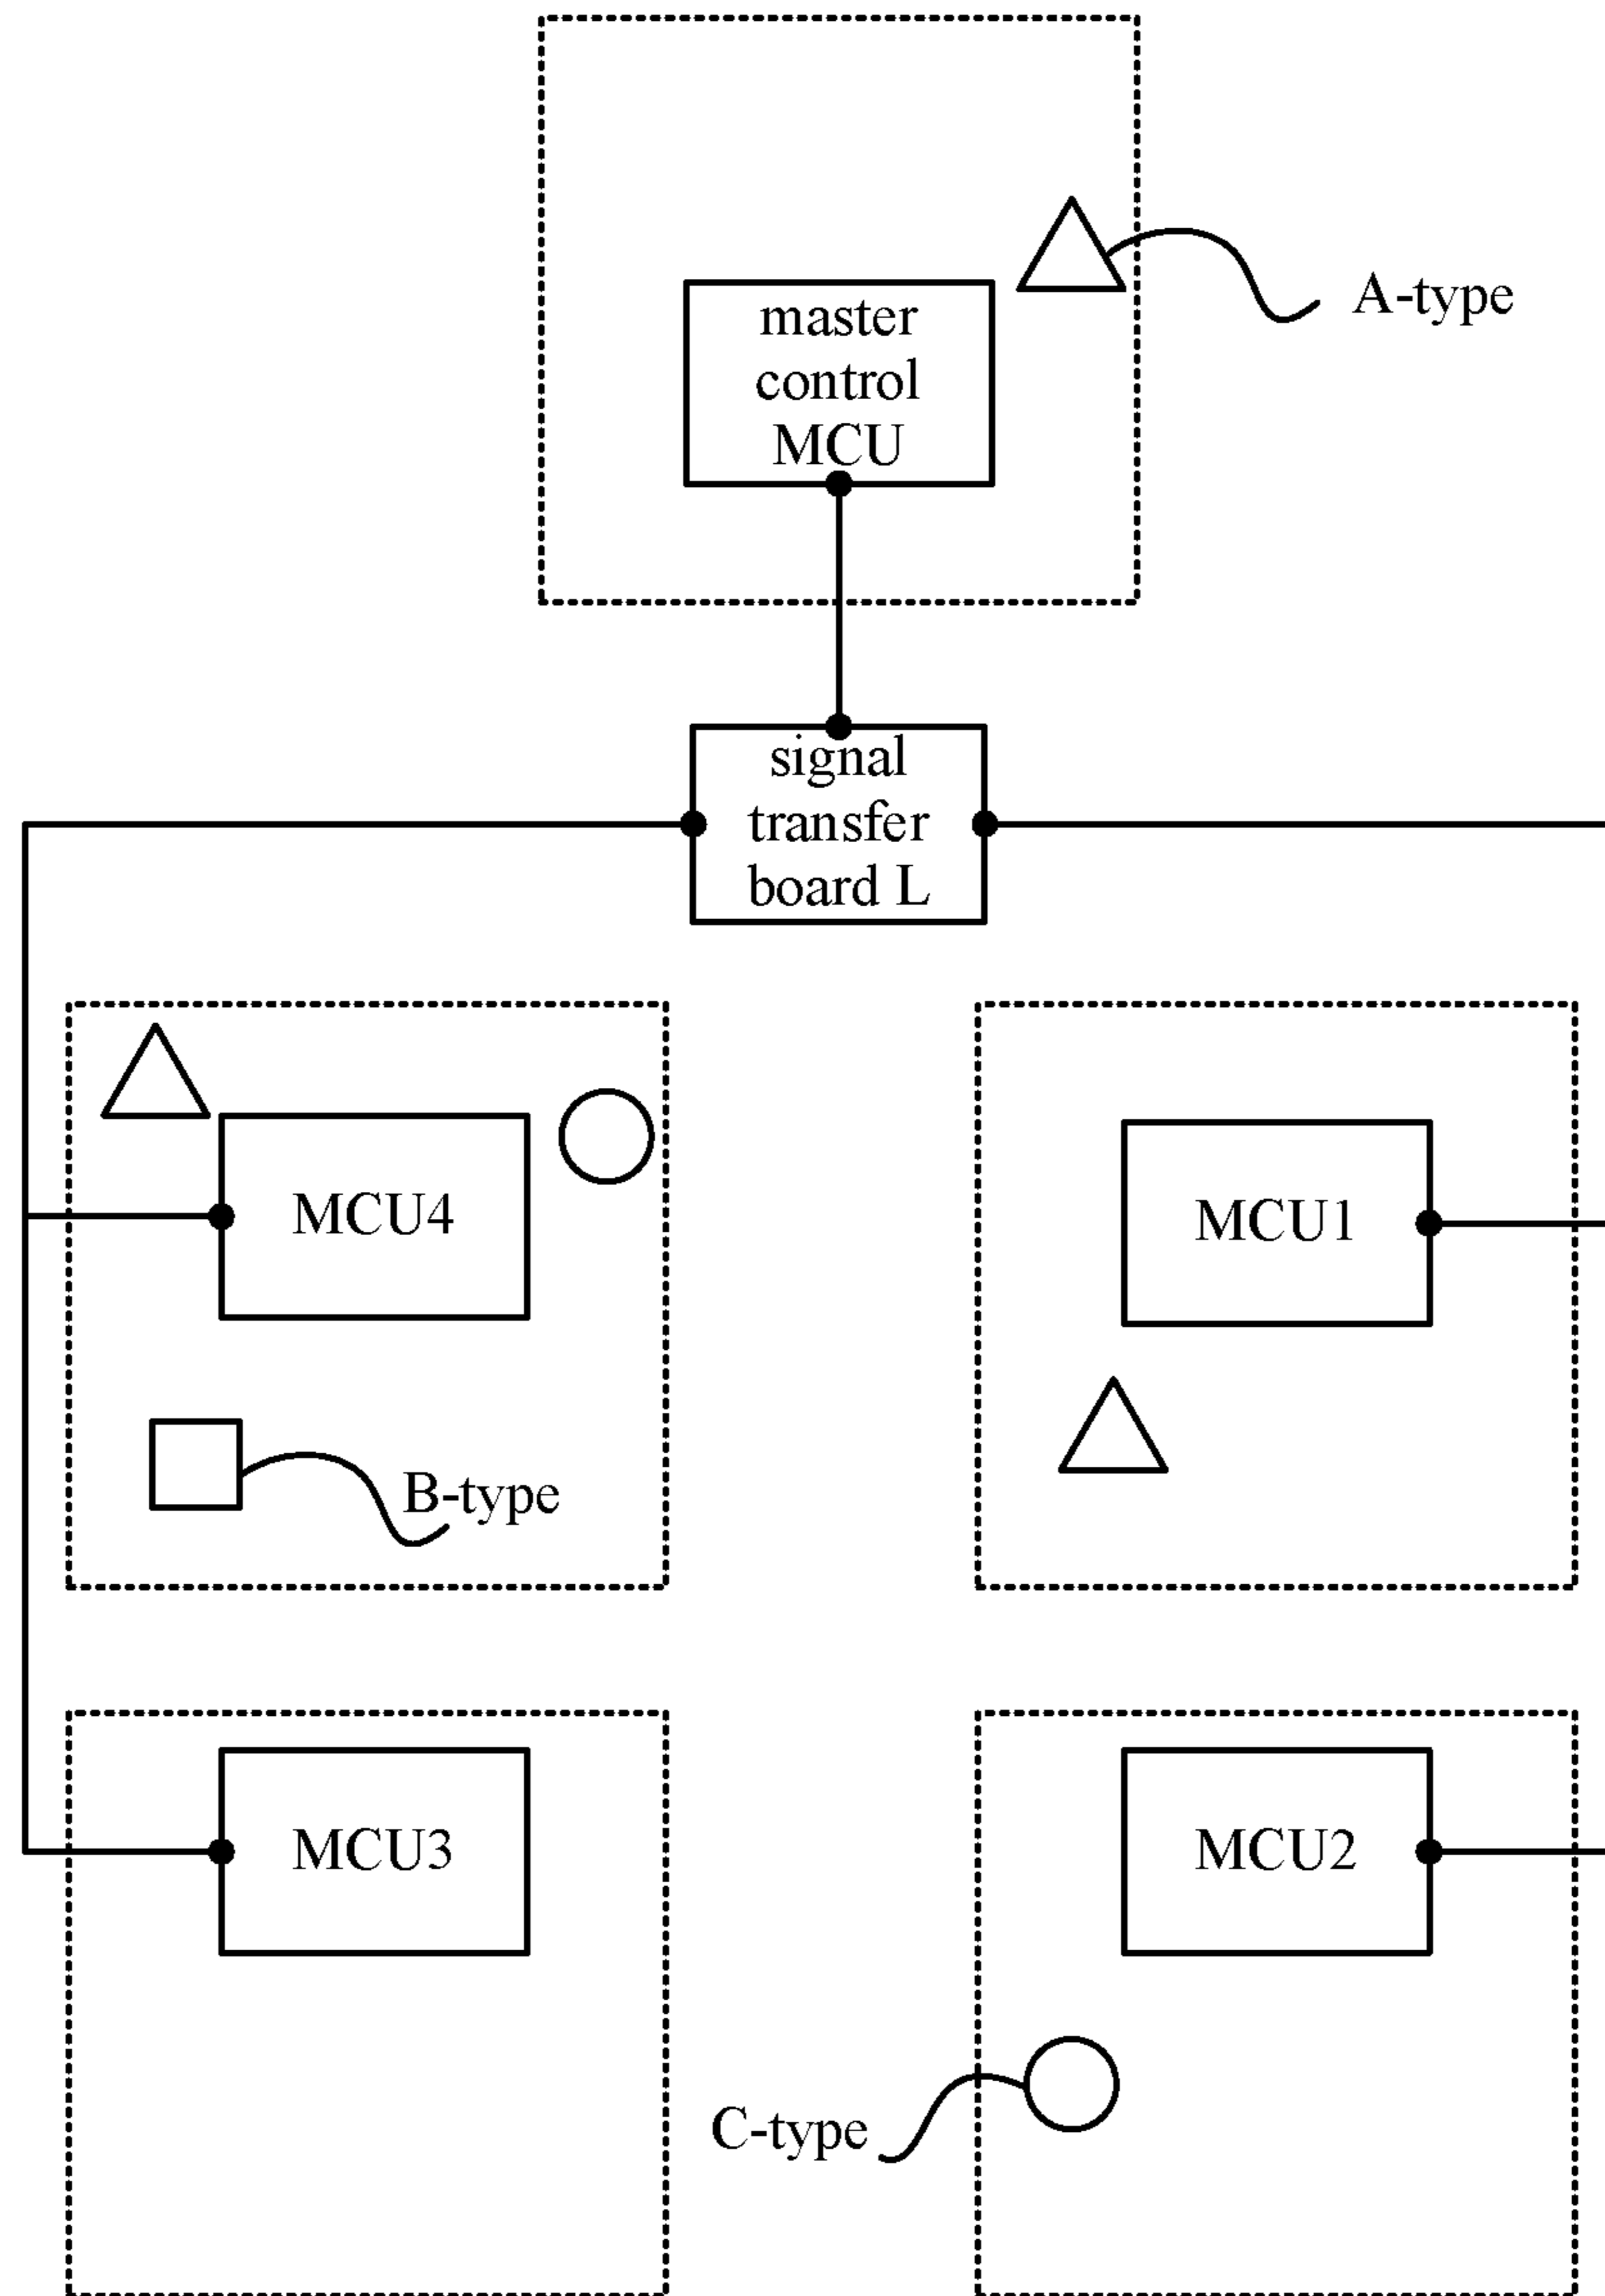 master
control
MCU
A-type
signal
transfer
board L
MCU4
MCU1
B-type
MCU3
MCU2
C-type